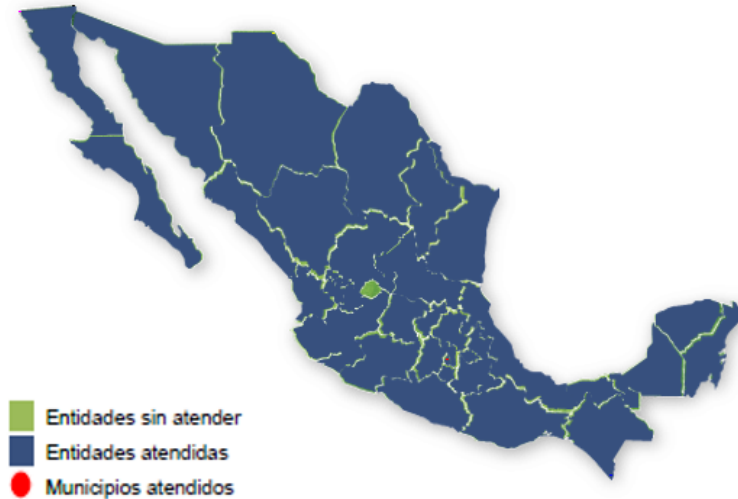 Entidades sin atender
Entidades atendidas
Municipios atendidos